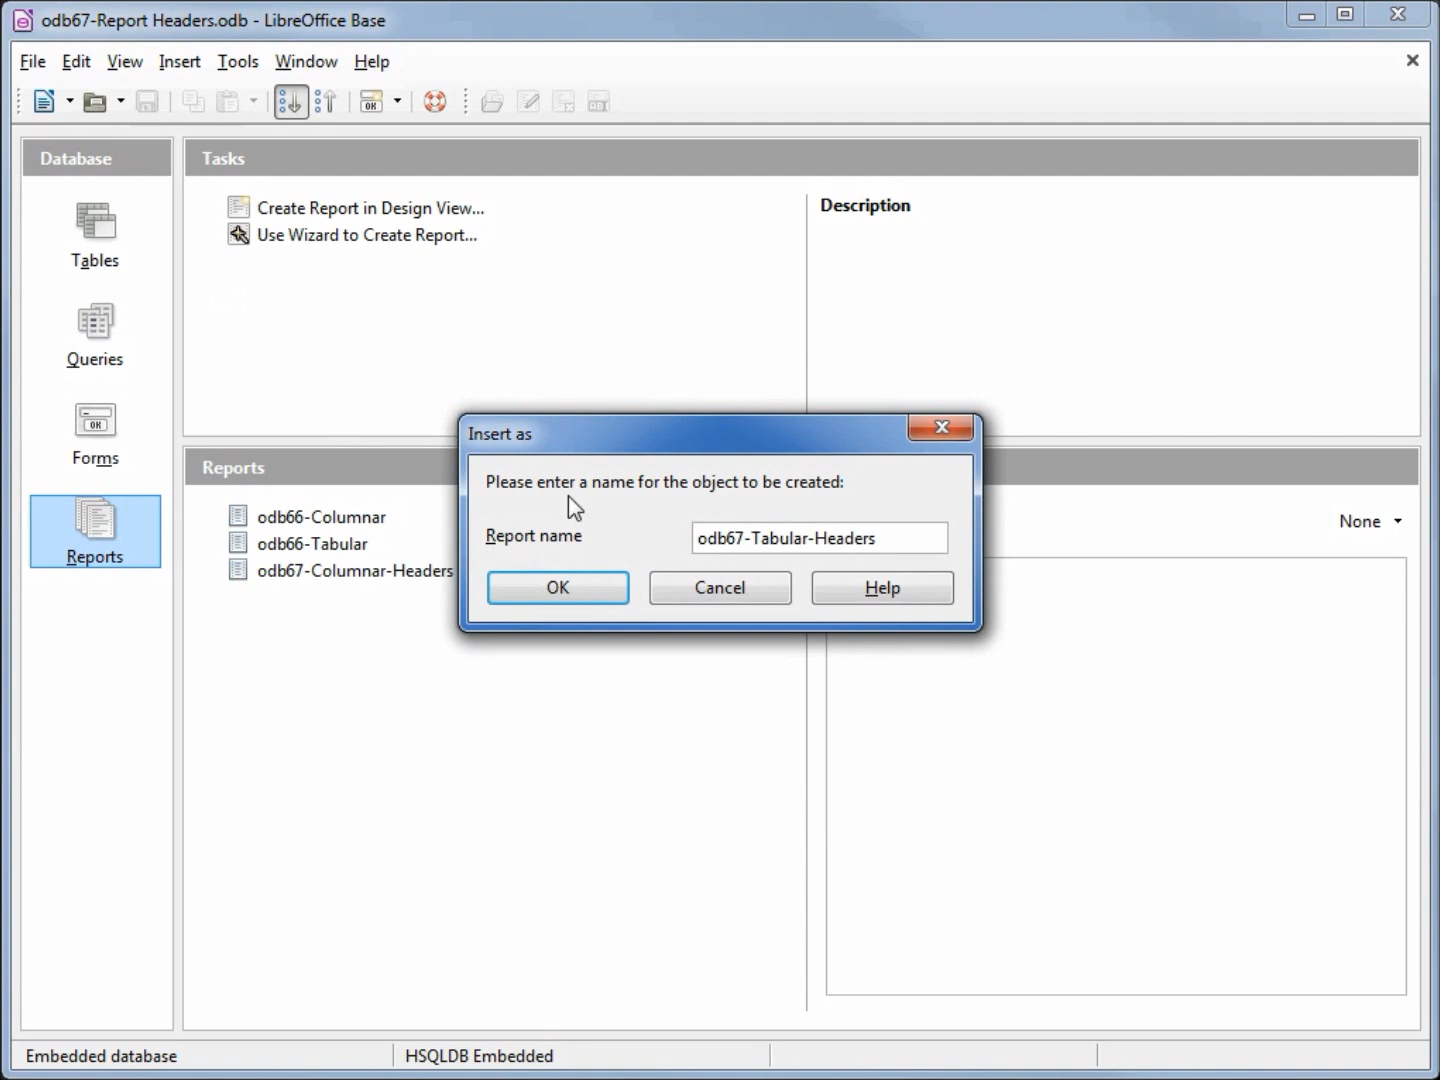 odb67-Report Headers.odb - LibreOffice Base
File Edit View Insert Tools Window Help
OK
Database
Tasks
Create Report in Design View...
Use Wizard to Create Report...
Description
Tables
Queries
OK
Forms
Reports
Reports
odb66-Columnar
odb66-Tabular
odb67-Columnar-Headers
None
Insert as
Please enter a name for the object to be created:
Report name odb67-Tabular-Headers
OK Cancel Help
Embedded database HSQLDB Embedded